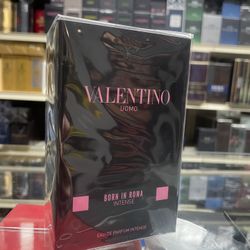 VALENTINO
UOMO
BORN IN ROMA
INTENSE
EAU DE PARFUM INTENSE